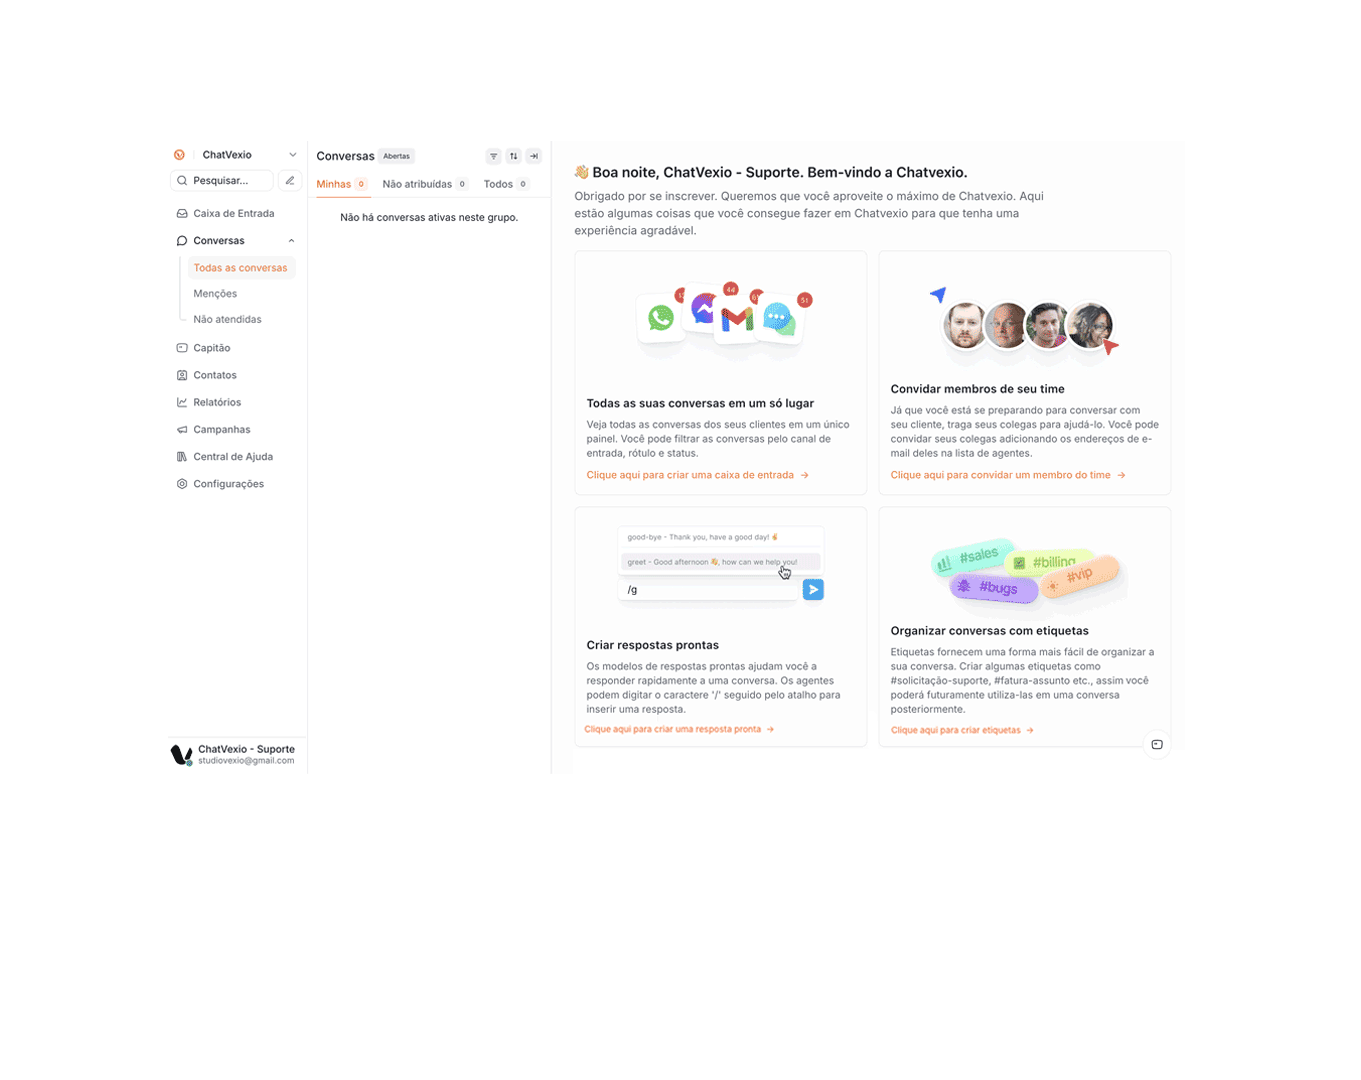 ChatVexio
Pesquisar...
Caixa de Entrada
Conversas
Todas as conversas
Menções
Não atendidas
Capitão
Contatos
Relatórios
Campanhas
Central de Ajuda
Configurações
ChatVexio - Suporte
studiovexio@gmail.com
Conversas Abertas
Minhas 0 Não atribuídas 0 Todos 0
Não há conversas ativas neste grupo.
👋 Boa noite, ChatVexio - Suporte. Bem-vindo a Chatvexio.
Obrigado por se inscrever. Queremos que você aproveite o máximo de Chatvexio. Aqui
estão algumas coisas que você consegue fazer em Chatvexio para que tenha uma
experiência agradável.
44
51
Todas as suas conversas em um só lugar
Veja todas as conversas dos seus clientes em um único
painel. Você pode filtrar as conversas pelo canal de
entrada, rótulo e status.
Clique aqui para criar uma caixa de entrada →
Convidar membros de seu time
Já que você está se preparando para conversar com
seu cliente, traga seus colegas para ajudá-lo. Você pode
convidar seus colegas adicionando os endereços de e-
mail deles na lista de agentes.
Clique aqui para convidar um membro do time →
good-bye - Thank you, have a good day! ✌️
greet - Good afternoon 👋, how can we help you!
/g
Criar respostas prontas
Os modelos de respostas prontas ajudam você a
responder rapidamente a uma conversa. Os agentes
podem digitar o caractere '/' seguido pelo atalho para
inserir uma resposta.
Clique aqui para criar uma resposta pronta →
#sales
#billing
#bugs
#vip
Organizar conversas com etiquetas
Etiquetas fornecem uma forma mais fácil de organizar a
sua conversa. Criar algumas etiquetas como
#solicitação-suporte, #fatura-assunto etc., assim você
poderá futuramente utiliza-las em uma conversa
posteriormente.
Clique aqui para criar etiquetas →